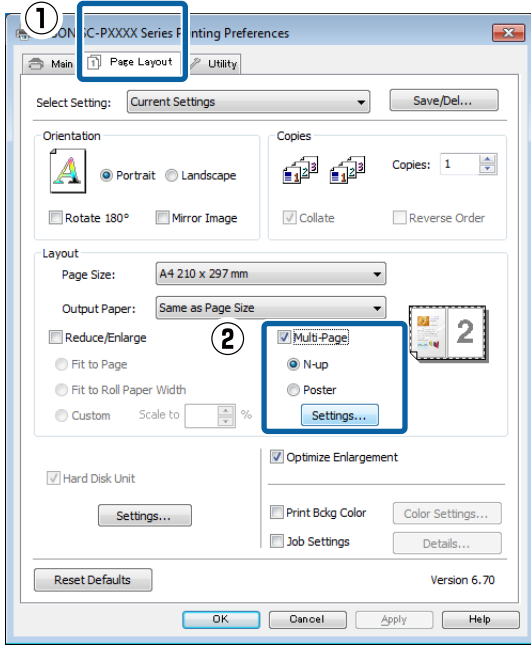 ①
SC-PXXXX Series Printing Preferences
Main Page Layout Utility
Select Setting: Current Settings Save/Del...
Orientation Copies
Portrait Landscape Copies: 1
Rotate 180° Mirror Image Collate Reverse Order
Layout
Page Size: A4 210 x 297 mm
Output Paper: Same as Page Size
②
Reduce/Enlarge Multi-Page
Fit to Page N-up
Fit to Roll Paper Width Poster
Custom Scale to % Settings...
2
Optimize Enlargement
Hard Disk Unit
Settings... Print Bckg Color Color Settings...
Job Settings Details...
Reset Defaults Version 6.70
OK Cancel Apply Help